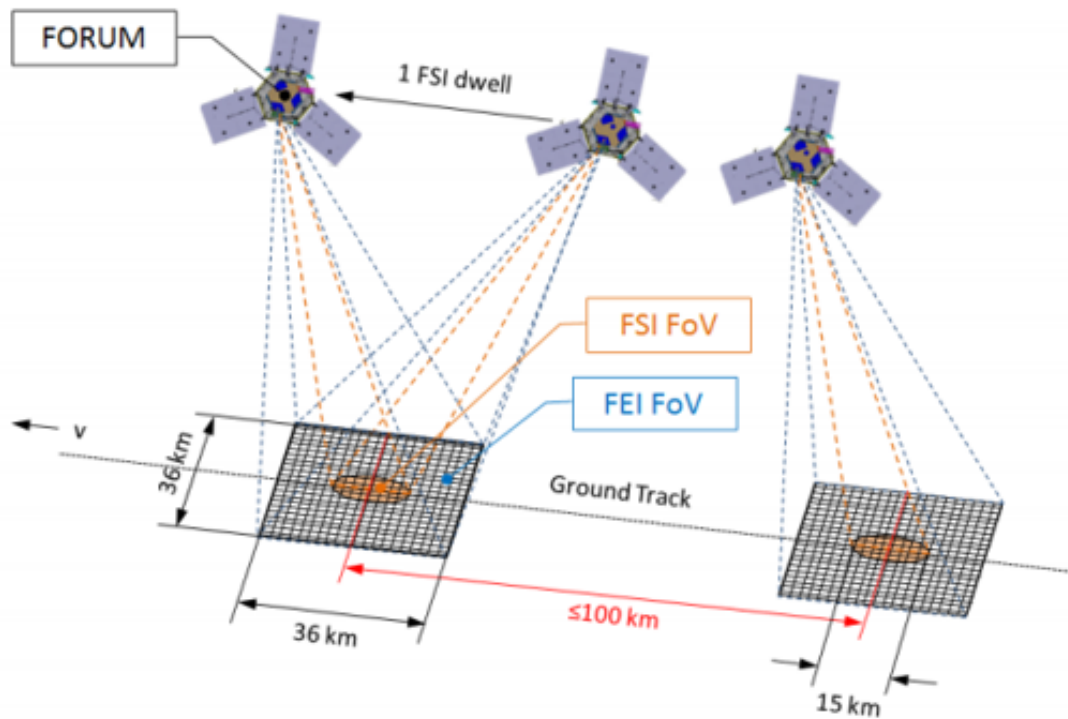 FORUM
1 FSI dwell
FSI FoV
FEI FoV
v
36 km
Ground Track
≤100 km
36 km
15 km